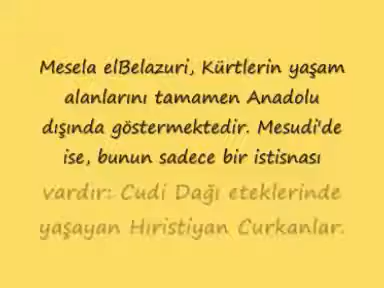 Mesela elBelazuri, Kürtlerin yaşam
alanlarını tamamen Anadolu
dışında göstermektedir. Mesudi'de
ise, bunun sadece bir istisnası
vardır: Cudi Dağı eteklerinde
yaşayan Hıristiyan Curkanlar.